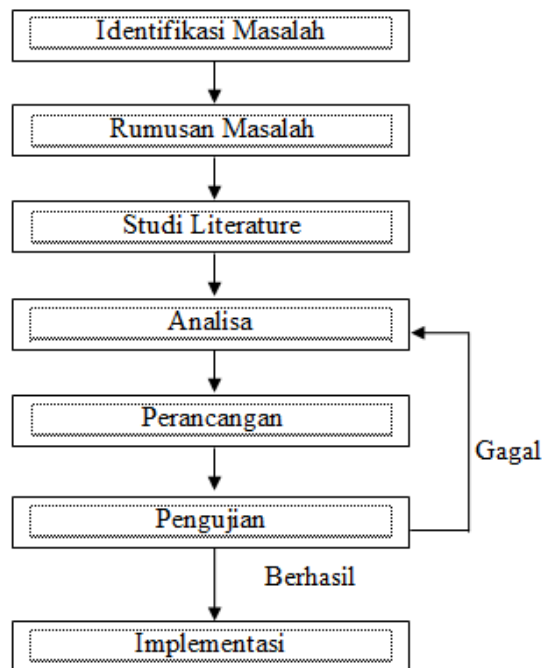 Identifikasi Masalah
Rumusan Masalah
Studi Literature
Analisa
Perancangan
Gagal
Pengujian
Berhasil
Implementasi